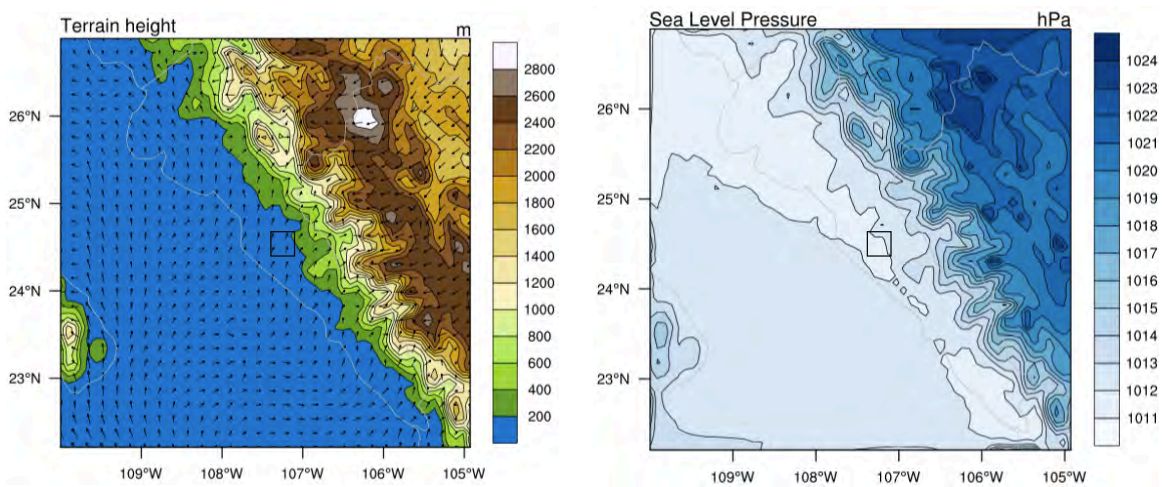 Terrain height
m
2800
2600
2400
2200
2000
1800
1600
1400
1200
1000
800
600
400
200
26°N
25°N
24°N
23°N
109°W
108°W
107°W
106°W
105°W
Sea Level Pressure
hPa
1024
1023
1022
1021
1020
1019
1018
1017
1016
1015
1014
1013
1012
1011
26°N
25°N
24°N
23°N
109°W
108°W
107°W
106°W
105°W